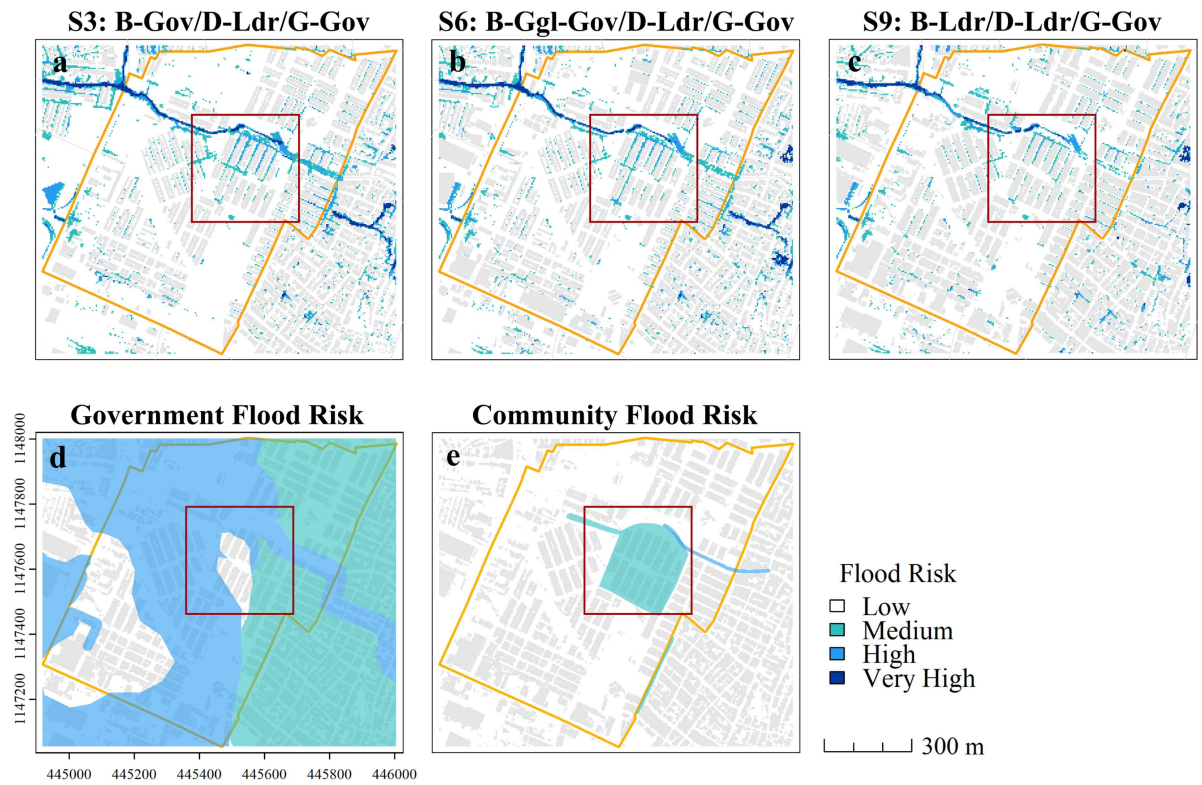 S3: B-Gov/D-Ldr/G-Gov
S6: B-Ggl-Gov/D-Ldr/G-Gov
S9: B-Ldr/D-Ldr/G-Gov
a
b
c
Government Flood Risk
Community Flood Risk
d
e
1148000
1147800
1147600
1147400
1147200
445000
445200
445400
445600
445800
446000
Flood Risk
Low
Medium
High
Very High
300 m